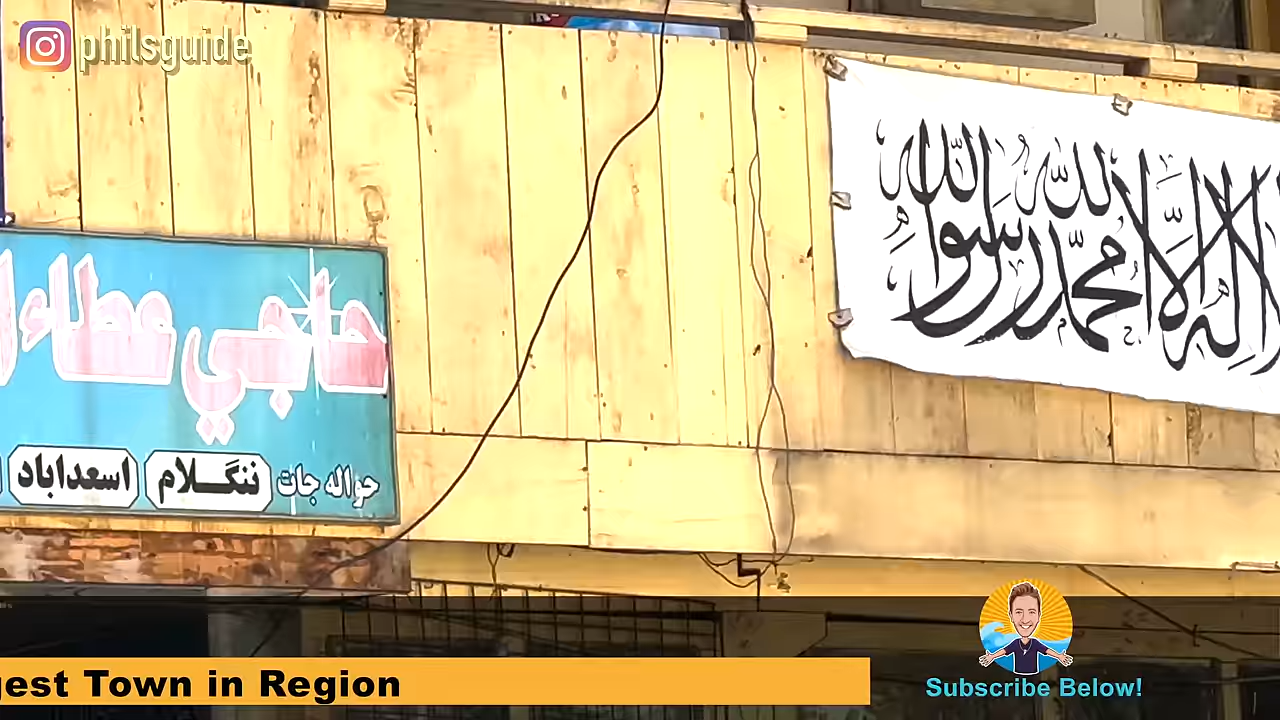 philsguide
لا اله الا الله محمد رسول الله
حاجي عطاء ا
حواله جات ننگلام اسعداباد
gest Town in Region
Subscribe Below!